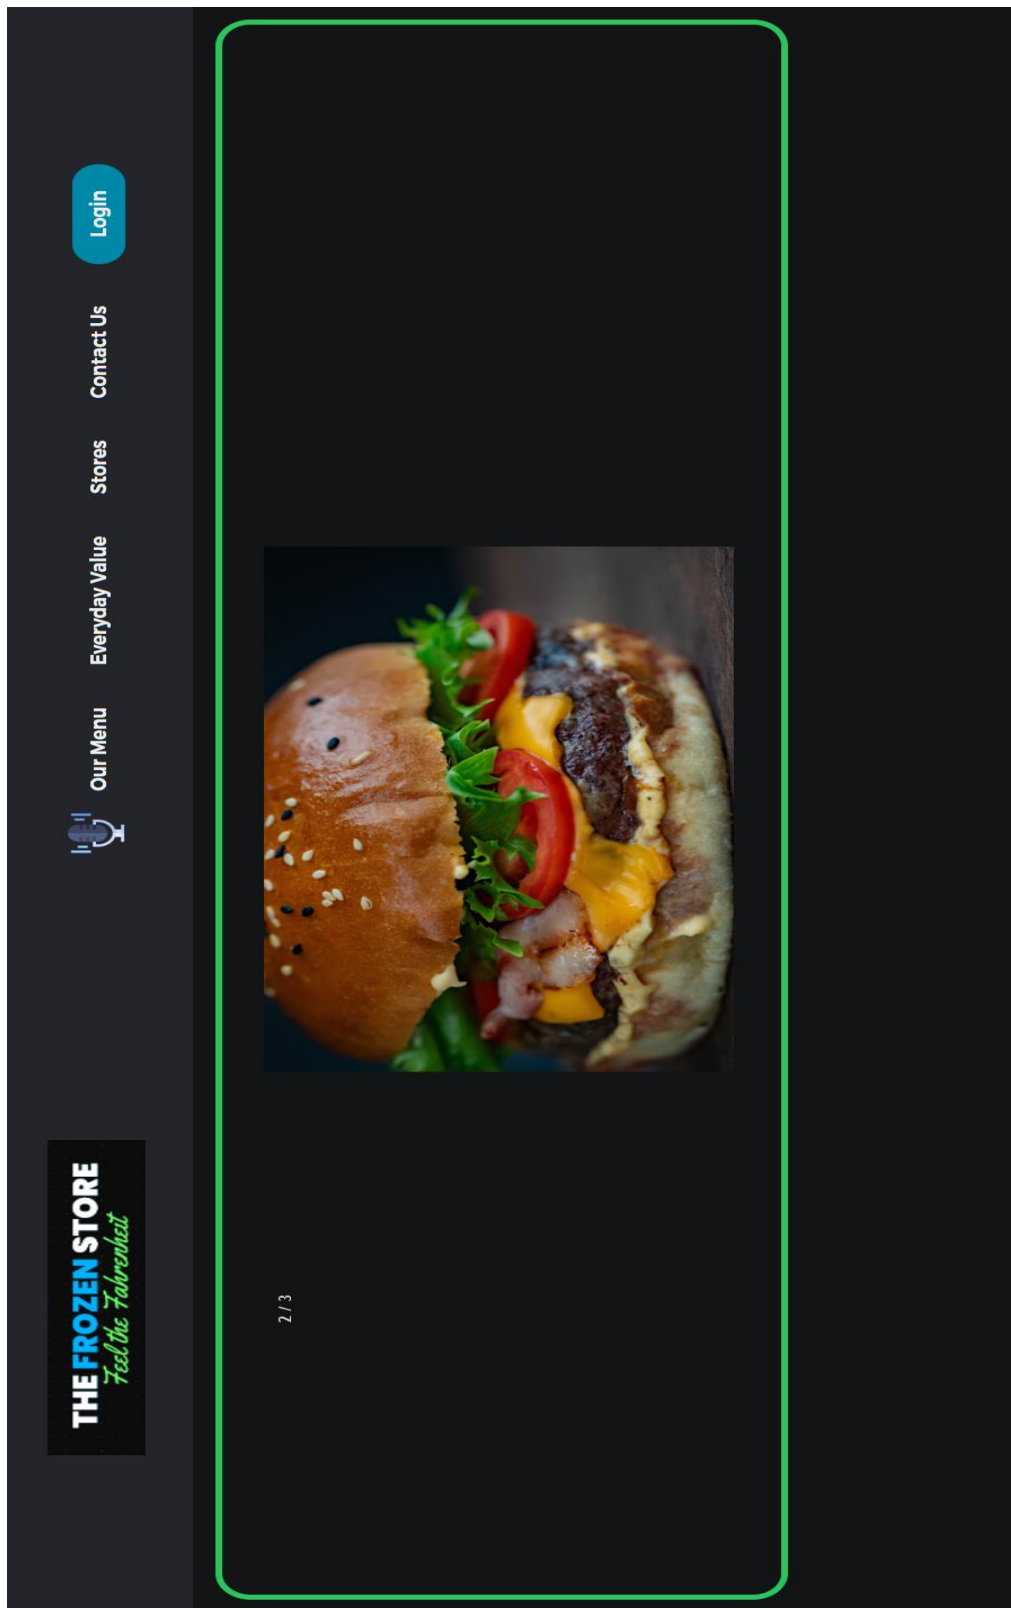 THE FROZEN STORE
Feel the Fahrenheit
Our Menu
Everyday Value
Stores
Contact Us
Login
2 / 3